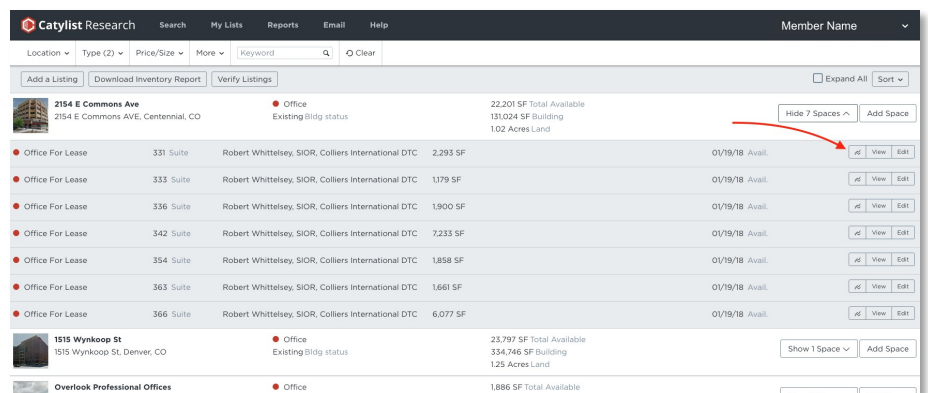 Catylist Research Search My Lists Reports Email Help Member Name
Location Type (2) Price/Size More Keyword Clear
Add a Listing Download Inventory Report Verify Listings Expand All Sort
2154 E Commons Ave Office 22,201 SF Total Available
2154 E Commons AVE, Centennial, CO Existing Bldg status 131,024 SF Building Hide 7 Spaces Add Space
1.02 Acres Land
Office For Lease 331 Suite Robert Whittelsey, SIOR, Colliers International DTC 2,293 SF 01/19/18 Avail. View Edit
Office For Lease 333 Suite Robert Whittelsey, SIOR, Colliers International DTC 1,179 SF 01/19/18 Avail. View Edit
Office For Lease 336 Suite Robert Whittelsey, SIOR, Colliers International DTC 1,900 SF 01/19/18 Avail. View Edit
Office For Lease 342 Suite Robert Whittelsey, SIOR, Colliers International DTC 7,233 SF 01/19/18 Avail. View Edit
Office For Lease 354 Suite Robert Whittelsey, SIOR, Colliers International DTC 1,858 SF 01/19/18 Avail. View Edit
Office For Lease 363 Suite Robert Whittelsey, SIOR, Colliers International DTC 1,661 SF 01/19/18 Avail. View Edit
Office For Lease 366 Suite Robert Whittelsey, SIOR, Colliers International DTC 6,077 SF 01/19/18 Avail. View Edit
1515 Wynkoop St Office 23,797 SF Total Available
1515 Wynkoop St, Denver, CO Existing Bldg status 334,746 SF Building Show 1 Space Add Space
1.25 Acres Land
Overlook Professional Offices Office 1,886 SF Total Available